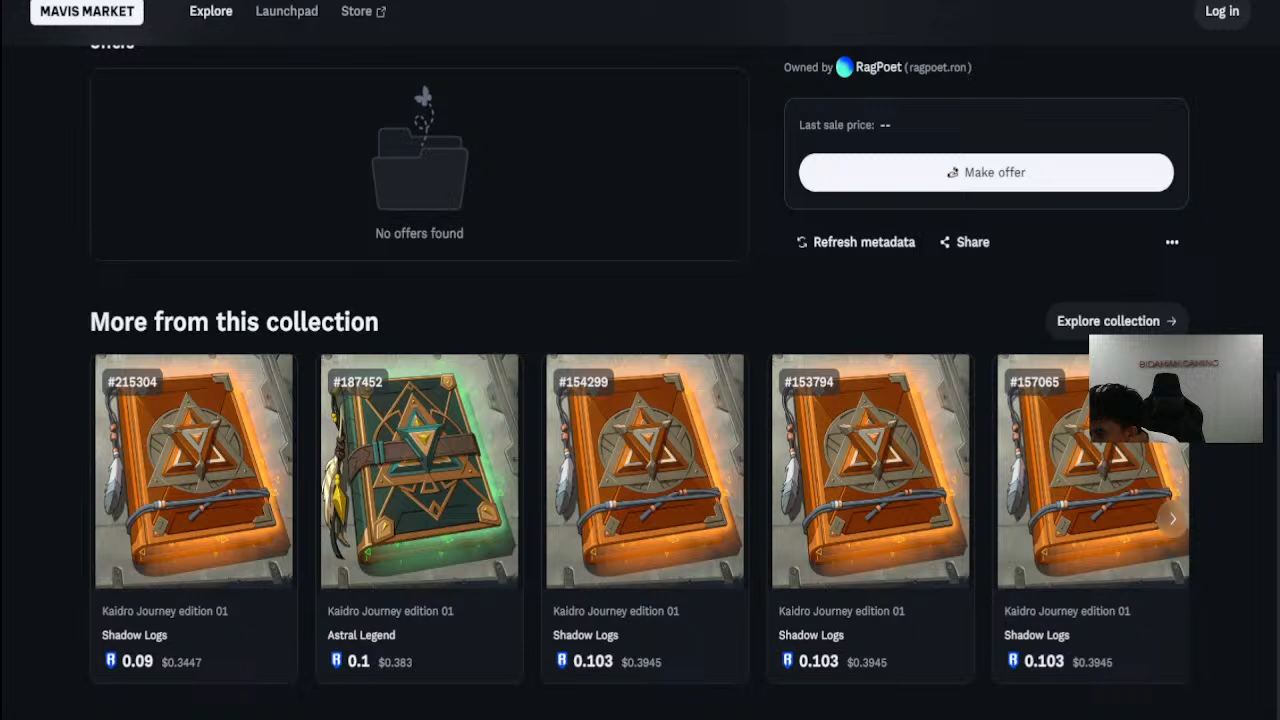 MAVIS MARKET
Explore
Launchpad
Store
Log in
Offers
Owned by RagPoet (ragpoet.ron)
Last sale price: --
Make offer
No offers found
Refresh metadata
Share
More from this collection
Explore collection →
BIDAMAN GAMING
#215304
Kaidro Journey edition 01
Shadow Logs
0.09 $0.3447
#187452
Kaidro Journey edition 01
Astral Legend
0.1 $0.383
#154299
Kaidro Journey edition 01
Shadow Logs
0.103 $0.3945
#153794
Kaidro Journey edition 01
Shadow Logs
0.103 $0.3945
#157065
Kaidro Journey edition 01
Shadow Logs
0.103 $0.3945